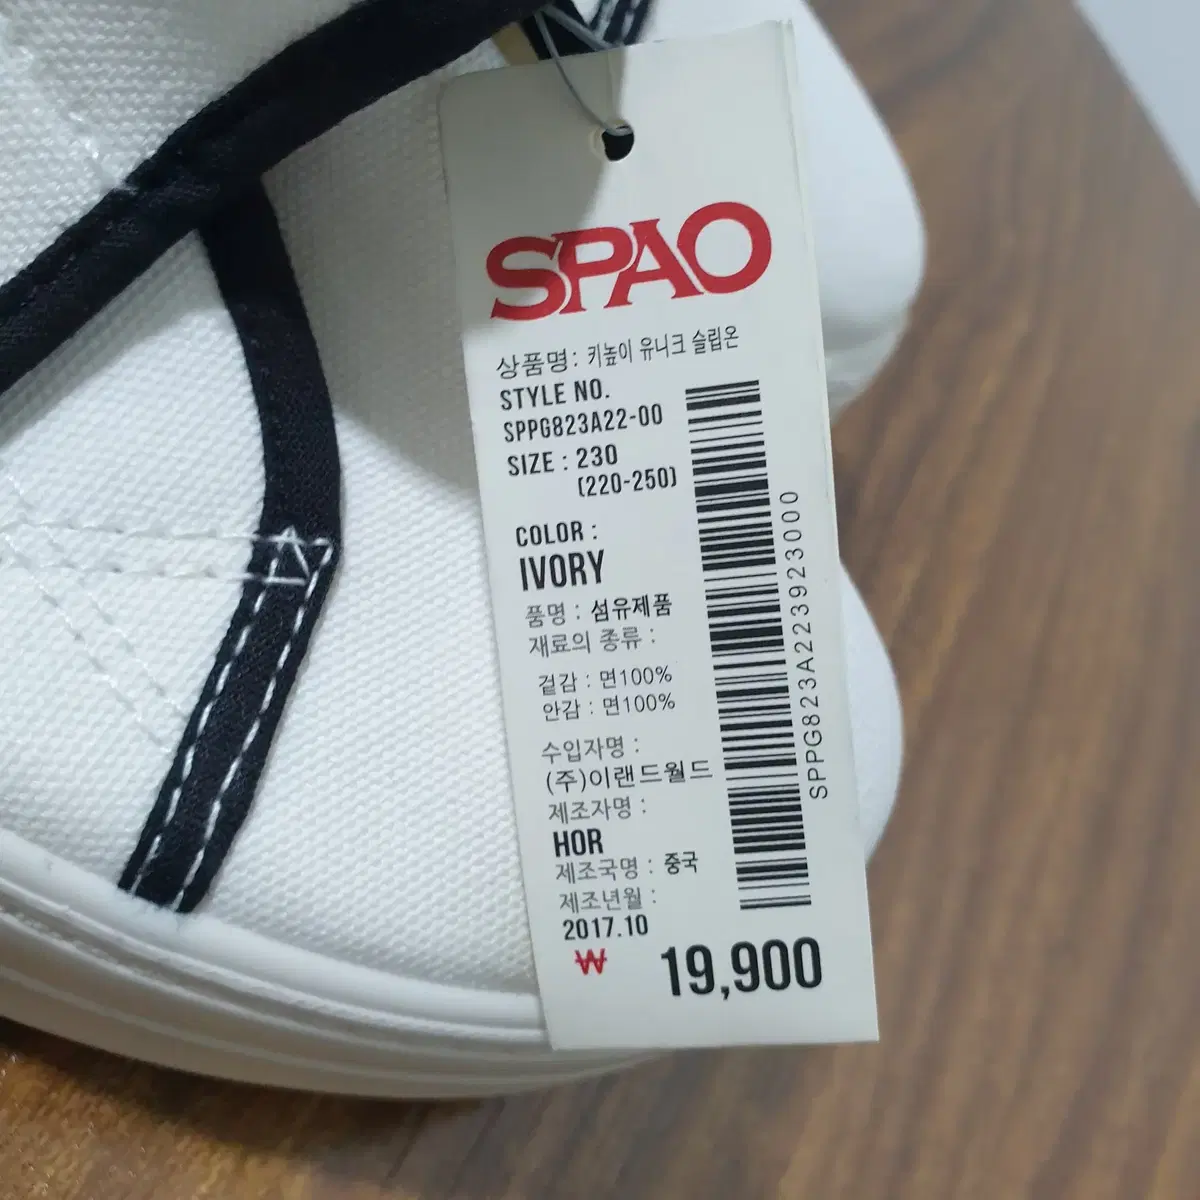 SPAO
상품명: 키높이 유니크 슬립온
STYLE NO.
SPPG823A22-00
SIZE : 230
(220-250)
COLOR :
IVORY
품명 : 섬유제품
재료의 종류 :
겉감 : 면100%
안감 : 면100%
수입자명 :
(주)이랜드월드
제조자명 :
HOR
제조국명 : 중국
제조년월 :
2017.10
₩ 19,900
SPPG823A223923000